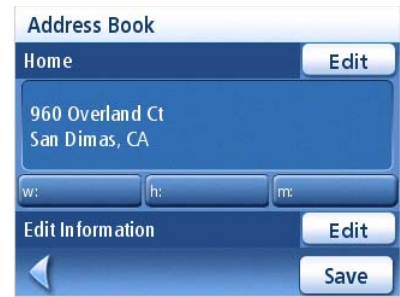 Address Book
Home Edit
960 Overland Ct
San Dimas, CA
w: h: m:
Edit Information Edit
Save